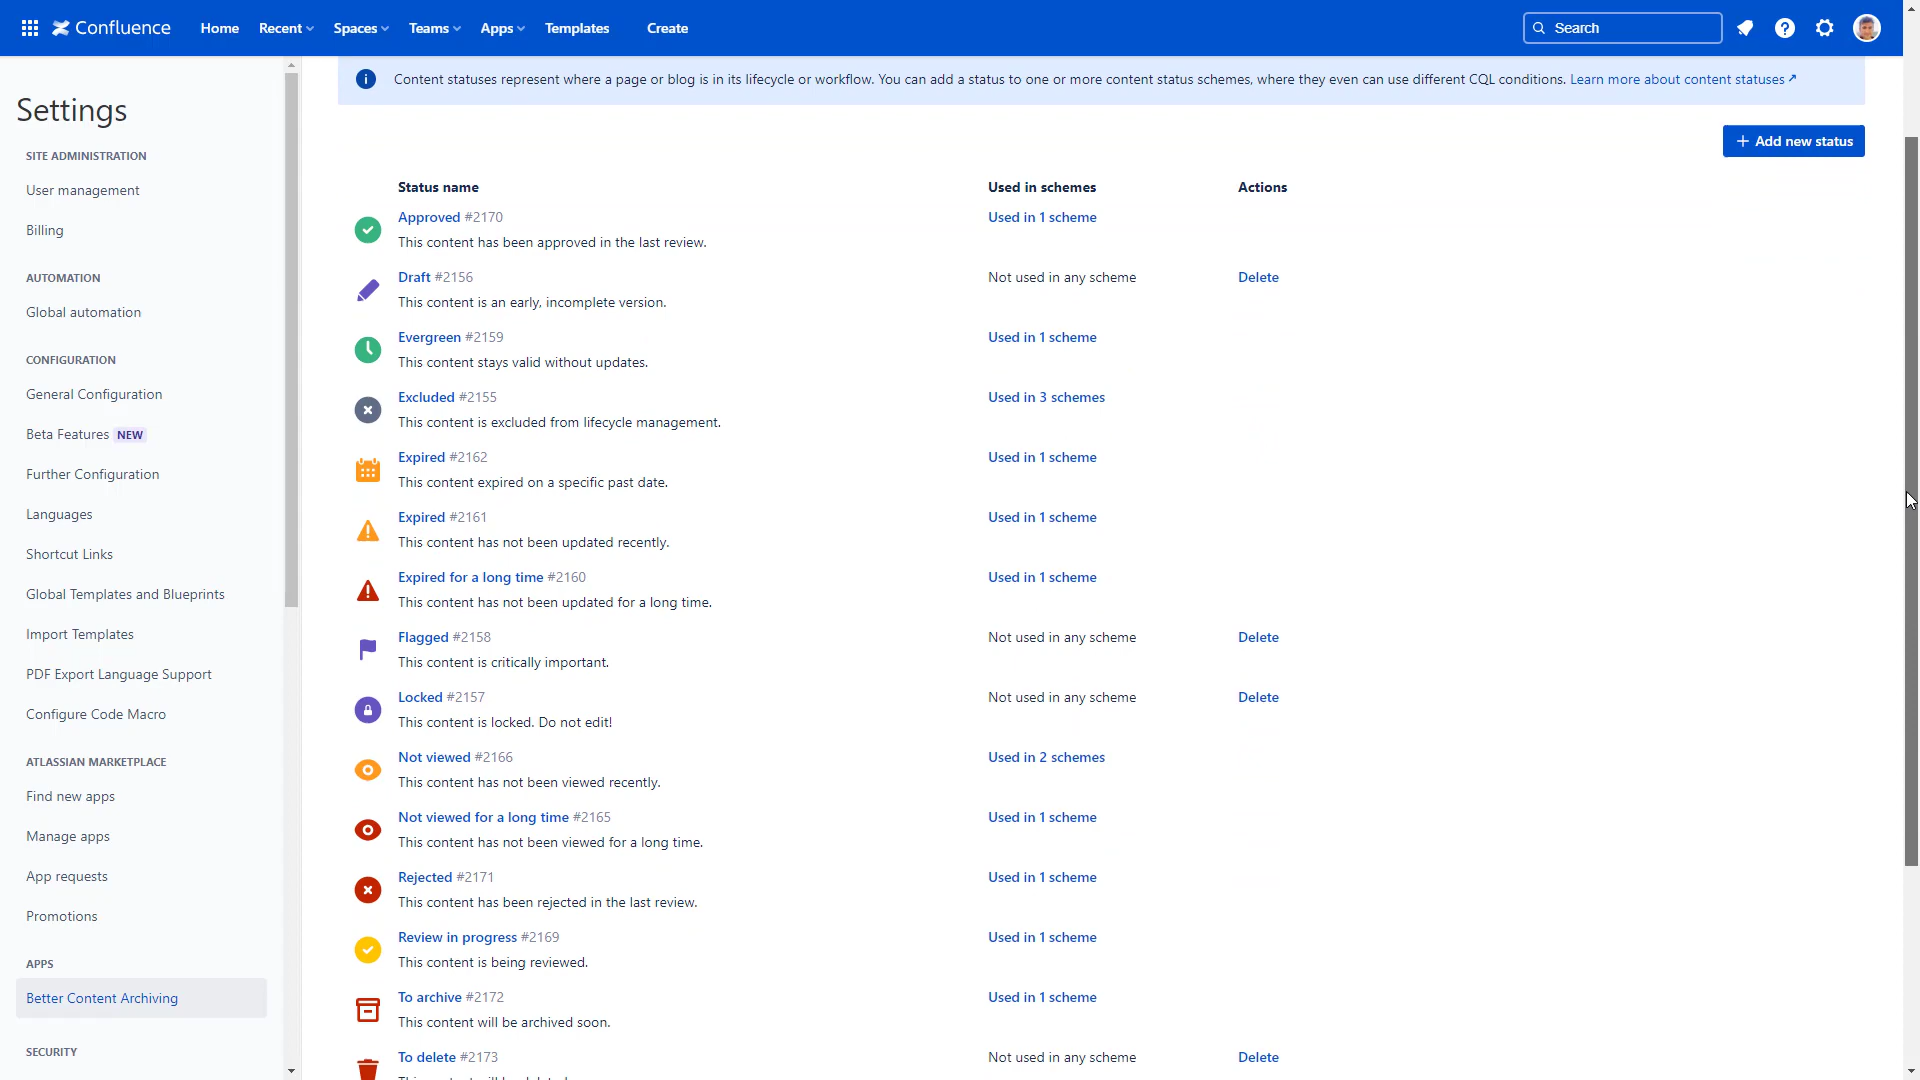 Confluence Home Recent Spaces Teams Apps Templates Create Search
Settings
SITE ADMINISTRATION
User management
Billing
AUTOMATION
Global automation
CONFIGURATION
General Configuration
Beta Features NEW
Further Configuration
Languages
Shortcut Links
Global Templates and Blueprints
Import Templates
PDF Export Language Support
Configure Code Macro
ATLASSIAN MARKETPLACE
Find new apps
Manage apps
App requests
Promotions
APPS
Better Content Archiving
SECURITY
Content statuses represent where a page or blog is in its lifecycle or workflow. You can add a status to one or more content status schemes, where they even can use different CQL conditions. Learn more about content statuses
+ Add new status
Status name Used in schemes Actions
Approved #2170 Used in 1 scheme
This content has been approved in the last review.
Draft #2156 Not used in any scheme Delete
This content is an early, incomplete version.
Evergreen #2159 Used in 1 scheme
This content stays valid without updates.
Excluded #2155 Used in 3 schemes
This content is excluded from lifecycle management.
Expired #2162 Used in 1 scheme
This content expired on a specific past date.
Expired #2161 Used in 1 scheme
This content has not been updated recently.
Expired for a long time #2160 Used in 1 scheme
This content has not been updated for a long time.
Flagged #2158 Not used in any scheme Delete
This content is critically important.
Locked #2157 Not used in any scheme Delete
This content is locked. Do not edit!
Not viewed #2166 Used in 2 schemes
This content has not been viewed recently.
Not viewed for a long time #2165 Used in 1 scheme
This content has not been viewed for a long time.
Rejected #2171 Used in 1 scheme
This content has been rejected in the last review.
Review in progress #2169 Used in 1 scheme
This content is being reviewed.
To archive #2172 Used in 1 scheme
This content will be archived soon.
To delete #2173 Not used in any scheme Delete